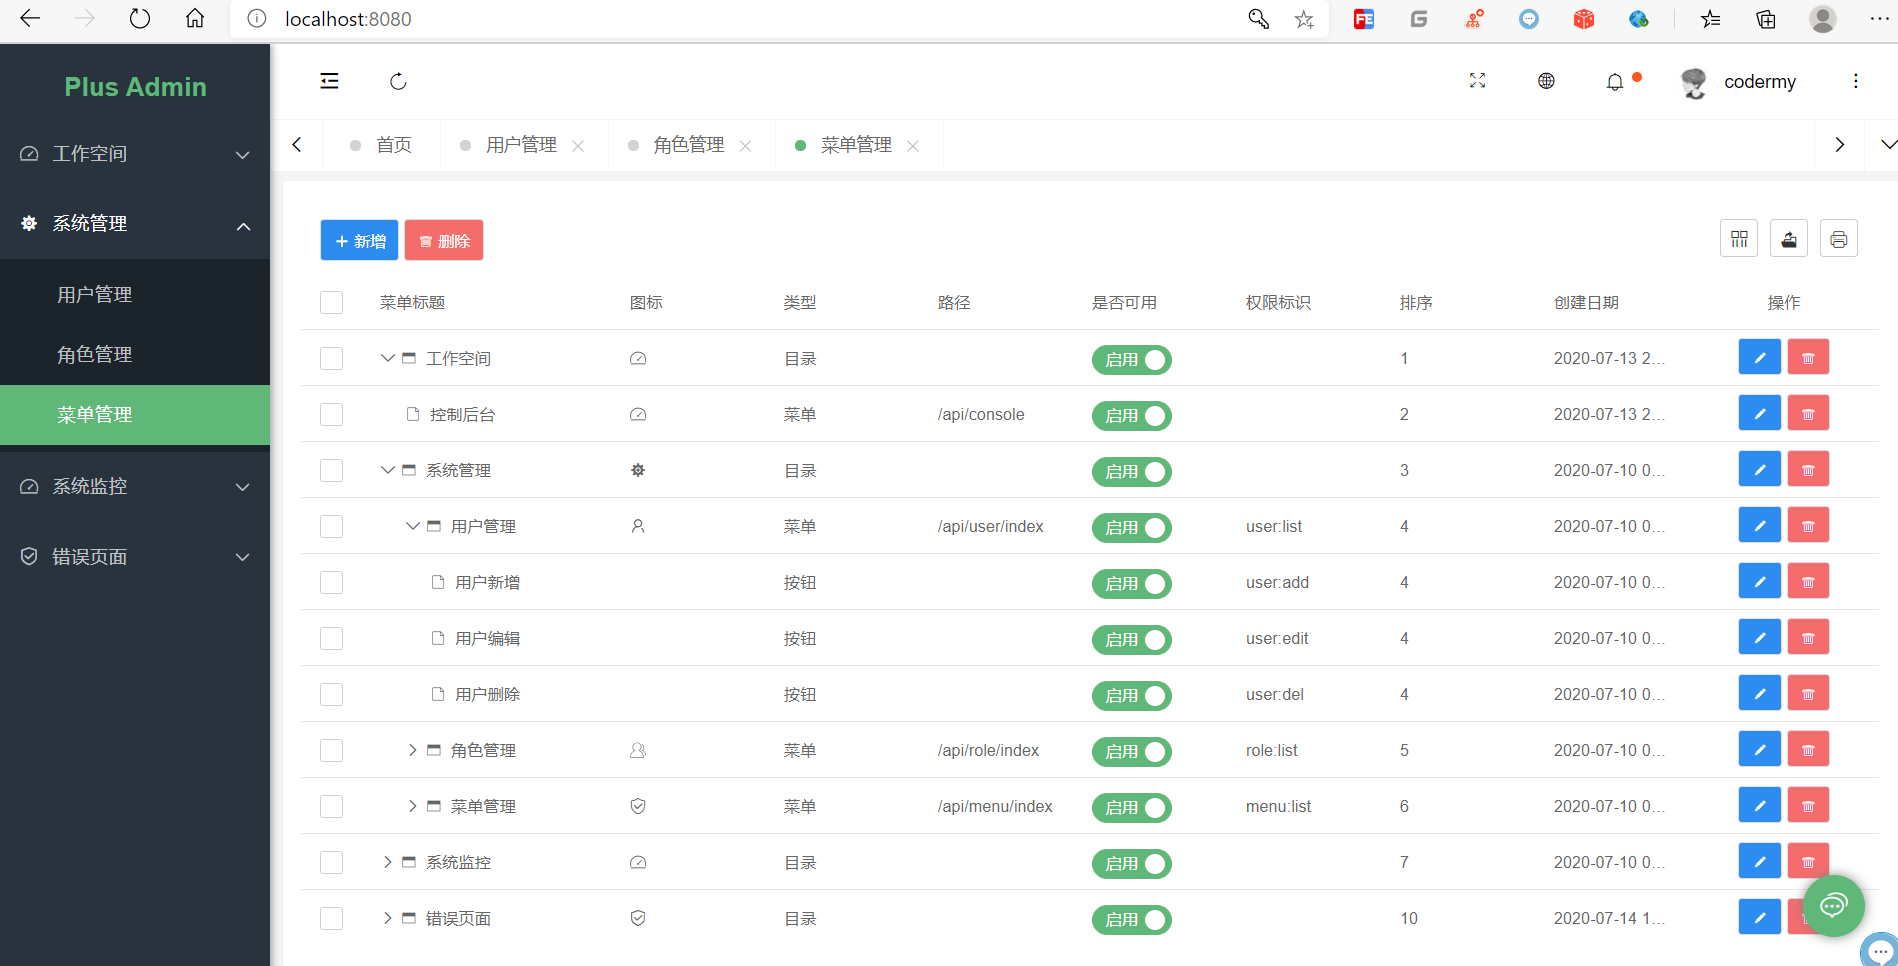 localhost:8080
Plus Admin
codermy
工作空间
首页 用户管理 角色管理 菜单管理
系统管理
新增 删除
用户管理
角色管理
菜单管理
系统监控
错误页面
菜单标题 图标 类型 路径 是否可用 权限标识 排序 创建日期 操作
工作空间 目录 启用 1 2020-07-13 2...
控制后台 菜单 /api/console 启用 2 2020-07-13 2...
系统管理 目录 启用 3 2020-07-10 0...
用户管理 菜单 /api/user/index 启用 user:list 4 2020-07-10 0...
用户新增 按钮 启用 user:add 4 2020-07-10 0...
用户编辑 按钮 启用 user:edit 4 2020-07-10 0...
用户删除 按钮 启用 user:del 4 2020-07-10 0...
角色管理 菜单 /api/role/index 启用 role:list 5 2020-07-10 0...
菜单管理 菜单 /api/menu/index 启用 menu:list 6 2020-07-10 0...
系统监控 目录 启用 7 2020-07-10 0...
错误页面 目录 启用 10 2020-07-14 1...